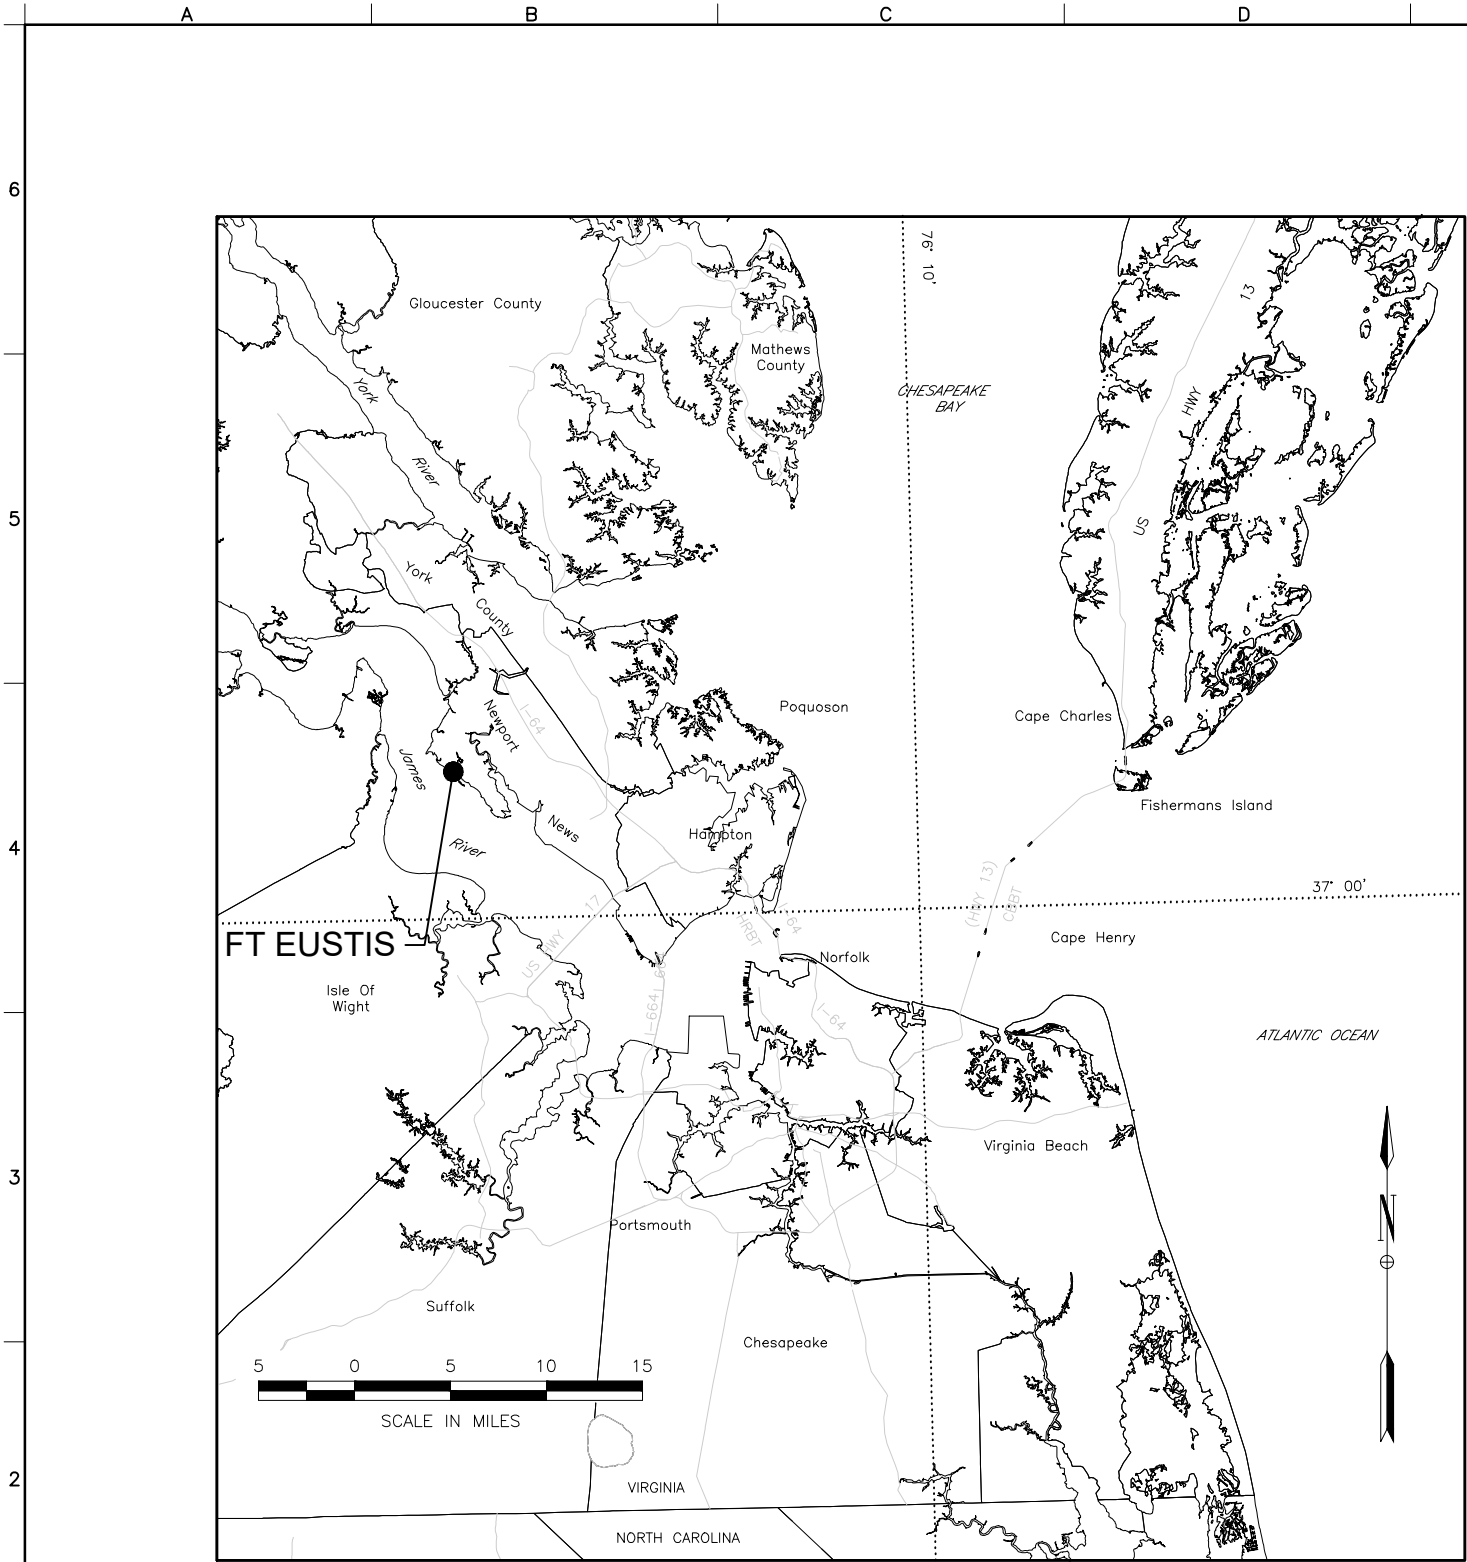 A
B
C
D
6
5
4
3
2
76° 10'
Gloucester County
13
Mathews
County
CHESAPEAKE
BAY
HWY
US
York
River
York
County
Newport
News
I-64
Poquoson
Cape Charles
James
River
Fishermans Island
Hampton
37° 00'
(HWY 13)
CBBT
17
US HWY
I-64
HRBT
FT EUSTIS
Cape Henry
Norfolk
Isle Of
Wight
I-664
I-64
ATLANTIC OCEAN
Virginia Beach
N
Portsmouth
Suffolk
Chesapeake
5 0 5 10 15
SCALE IN MILES
VIRGINIA
NORTH CAROLINA